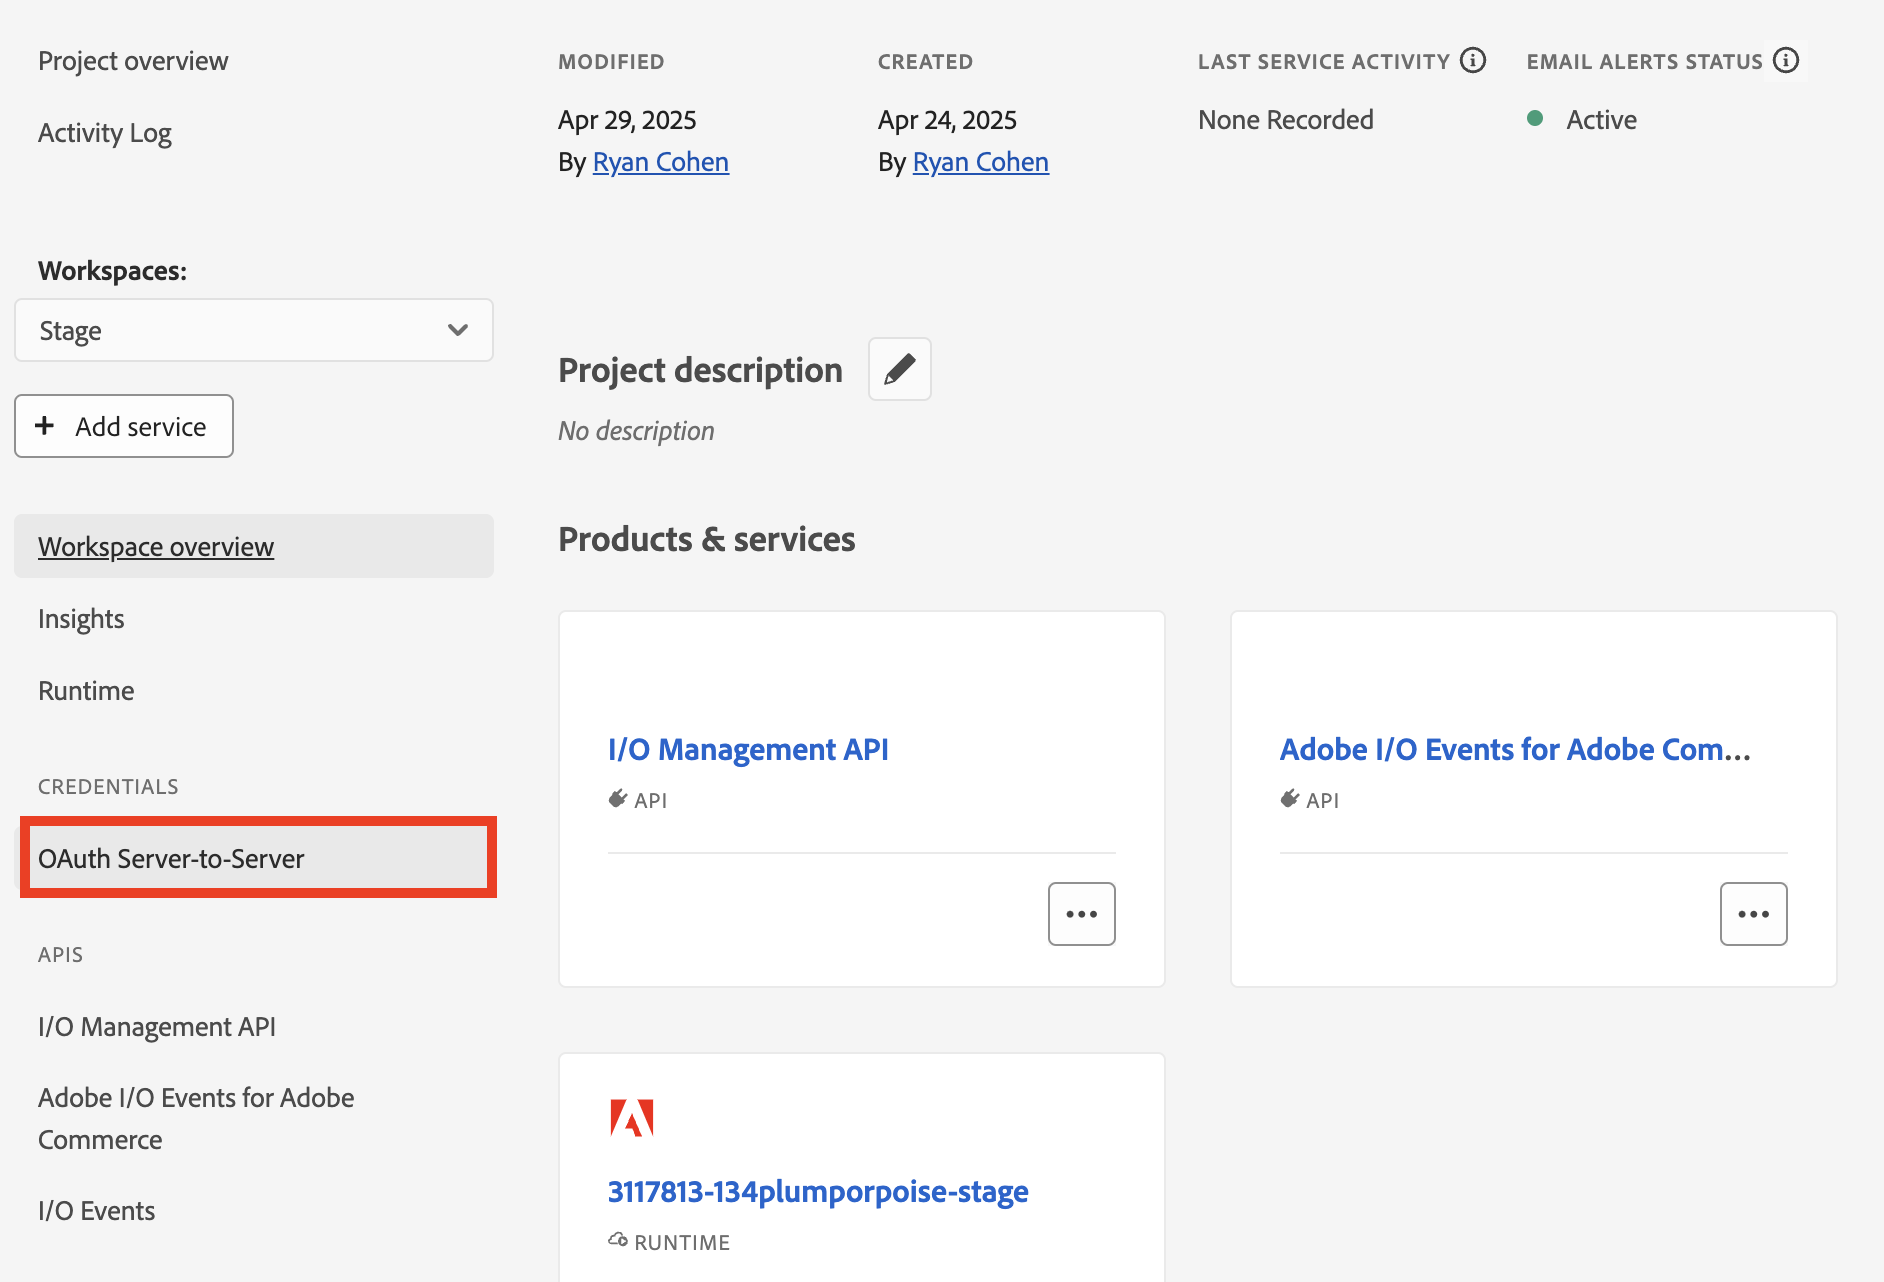 Project overview
Activity Log
MODIFIED
Apr 29, 2025
By Ryan Cohen
CREATED
Apr 24, 2025
By Ryan Cohen
LAST SERVICE ACTIVITY
None Recorded
EMAIL ALERTS STATUS
Active
Workspaces:
Stage
Add service
Workspace overview
Insights
Runtime
CREDENTIALS
OAuth Server-to-Server
APIS
I/O Management API
Adobe I/O Events for Adobe
Commerce
I/O Events
Project description
No description
Products & services
I/O Management API
API
Adobe I/O Events for Adobe Com...
API
3117813-134plumporpoise-stage
RUNTIME